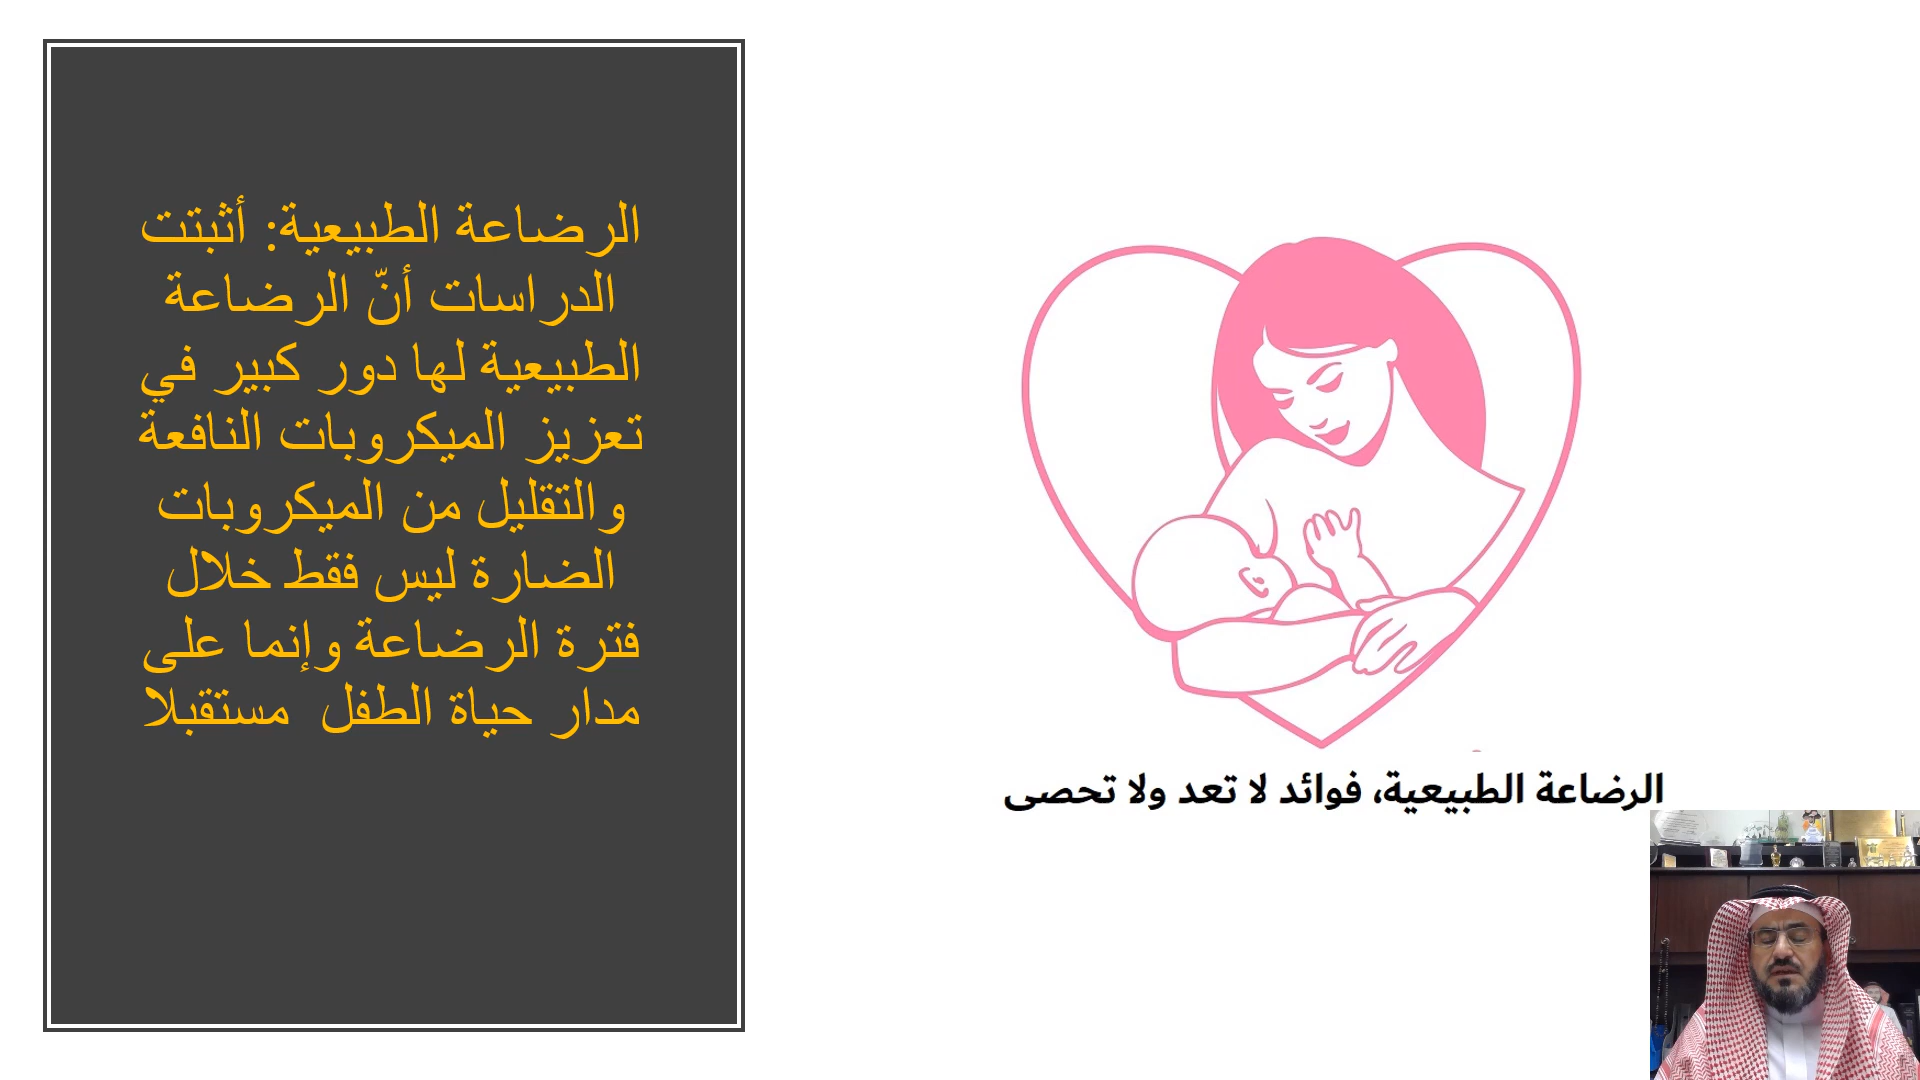 الرضاعة الطبيعية: أثبتت
الدراسات أنّ الرضاعة
الطبيعية لها دور كبير في
تعزيز الميكروبات النافعة
والتقليل من الميكروبات
الضارة ليس فقط خلال
فترة الرضاعة وإنما على
مدار حياة الطفل  مستقبلا
الرضاعة الطبيعية، فوائد لا تعد ولا تحصى